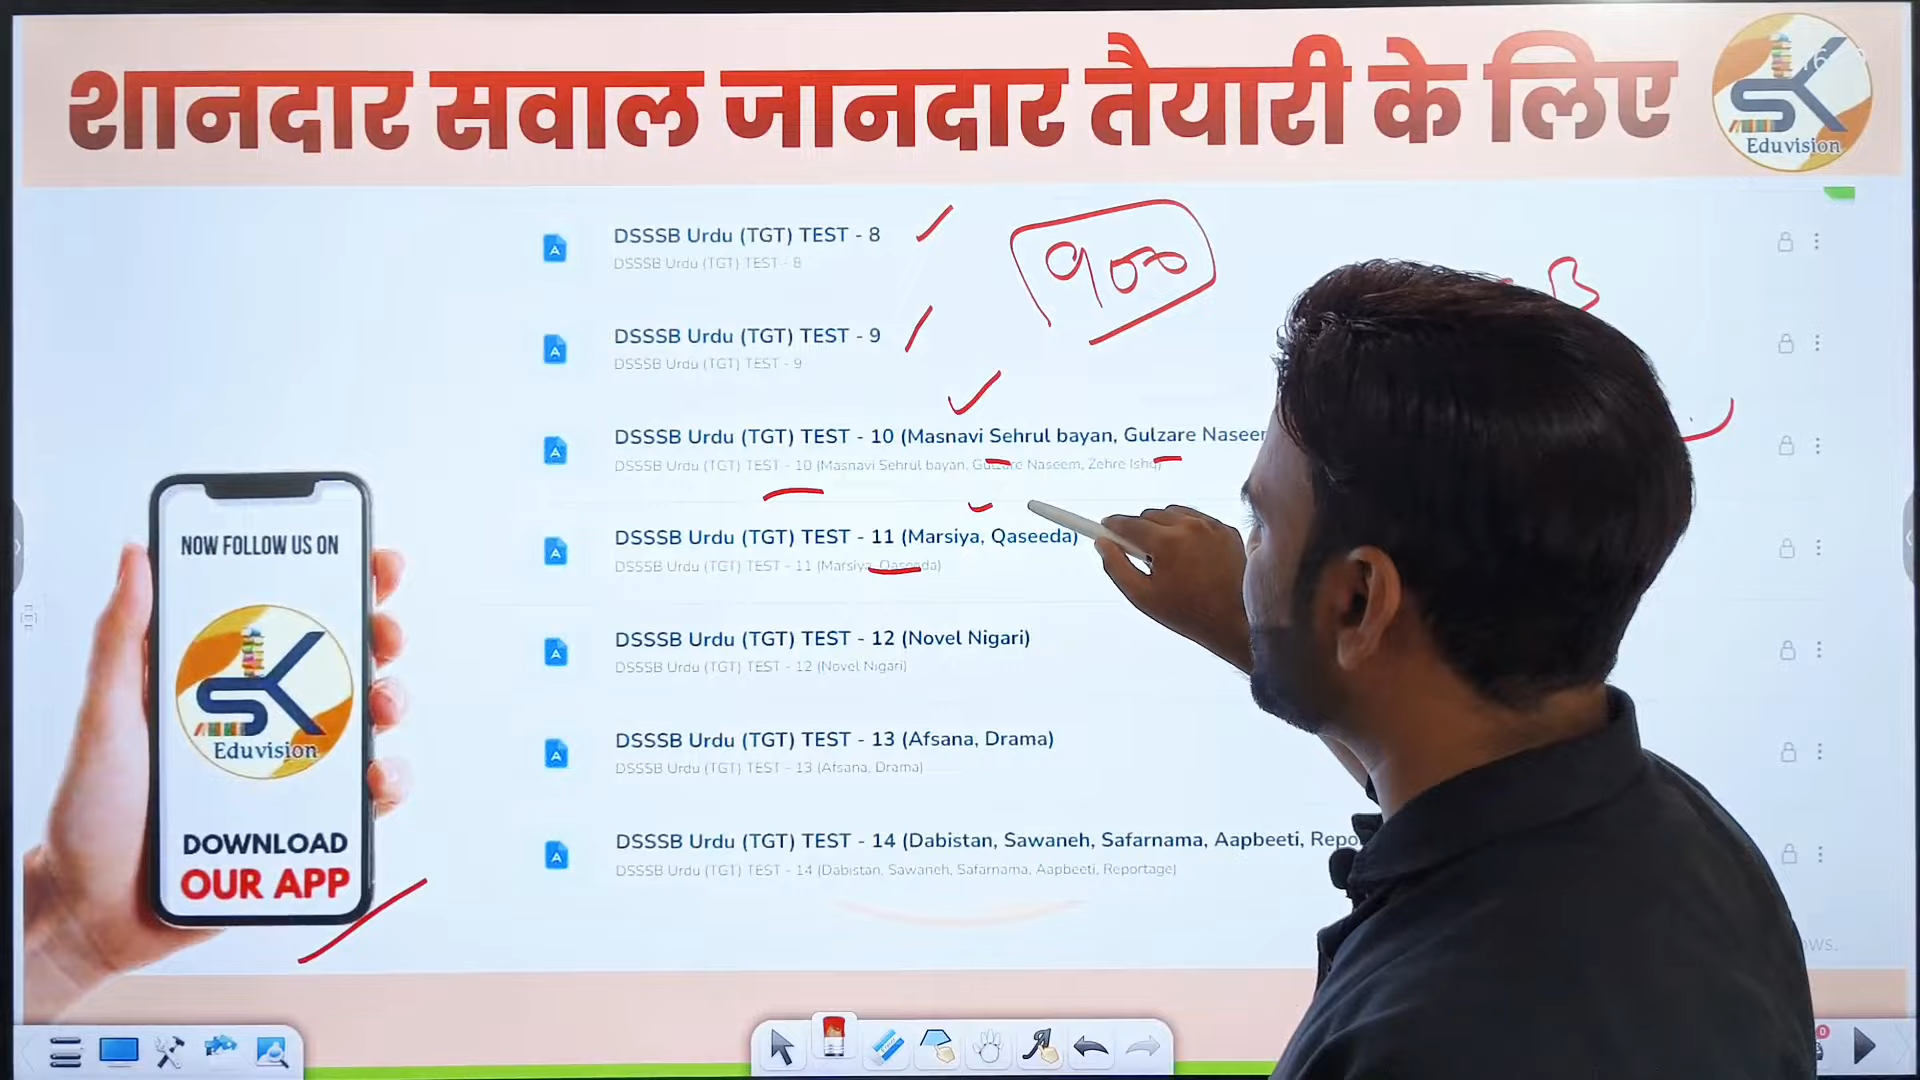 शानदार सवाल जानदार तैयारी के लिए
SK
Eduvision
DSSSB Urdu (TGT) TEST - 8
DSSSB Urdu (TGT) TEST - 8
१००
B
DSSSB Urdu (TGT) TEST - 9
DSSSB Urdu (TGT) TEST - 9
DSSSB Urdu (TGT) TEST - 10 (Masnavi Sehrul bayan, Gulzare Naseem
DSSSB Urdu (TGT) TEST - 10 (Masnavi Sehrul bayan, Gulzare Naseem, Zehre Ishq)
DSSSB Urdu (TGT) TEST - 11 (Marsiya, Qaseeda)
DSSSB Urdu (TGT) TEST - 11 (Marsiya, Qaseeda)
DSSSB Urdu (TGT) TEST - 12 (Novel Nigari)
DSSSB Urdu (TGT) TEST - 12 (Novel Nigari)
DSSSB Urdu (TGT) TEST - 13 (Afsana, Drama)
DSSSB Urdu (TGT) TEST - 13 (Afsana, Drama)
DSSSB Urdu (TGT) TEST - 14 (Dabistan, Sawaneh, Safarnama, Aapbeeti, Repo
DSSSB Urdu (TGT) TEST - 14 (Dabistan, Sawaneh, Safarnama, Aapbeeti, Reportage)
NOW FOLLOW US ON
SK
Eduvision
DOWNLOAD
OUR APP